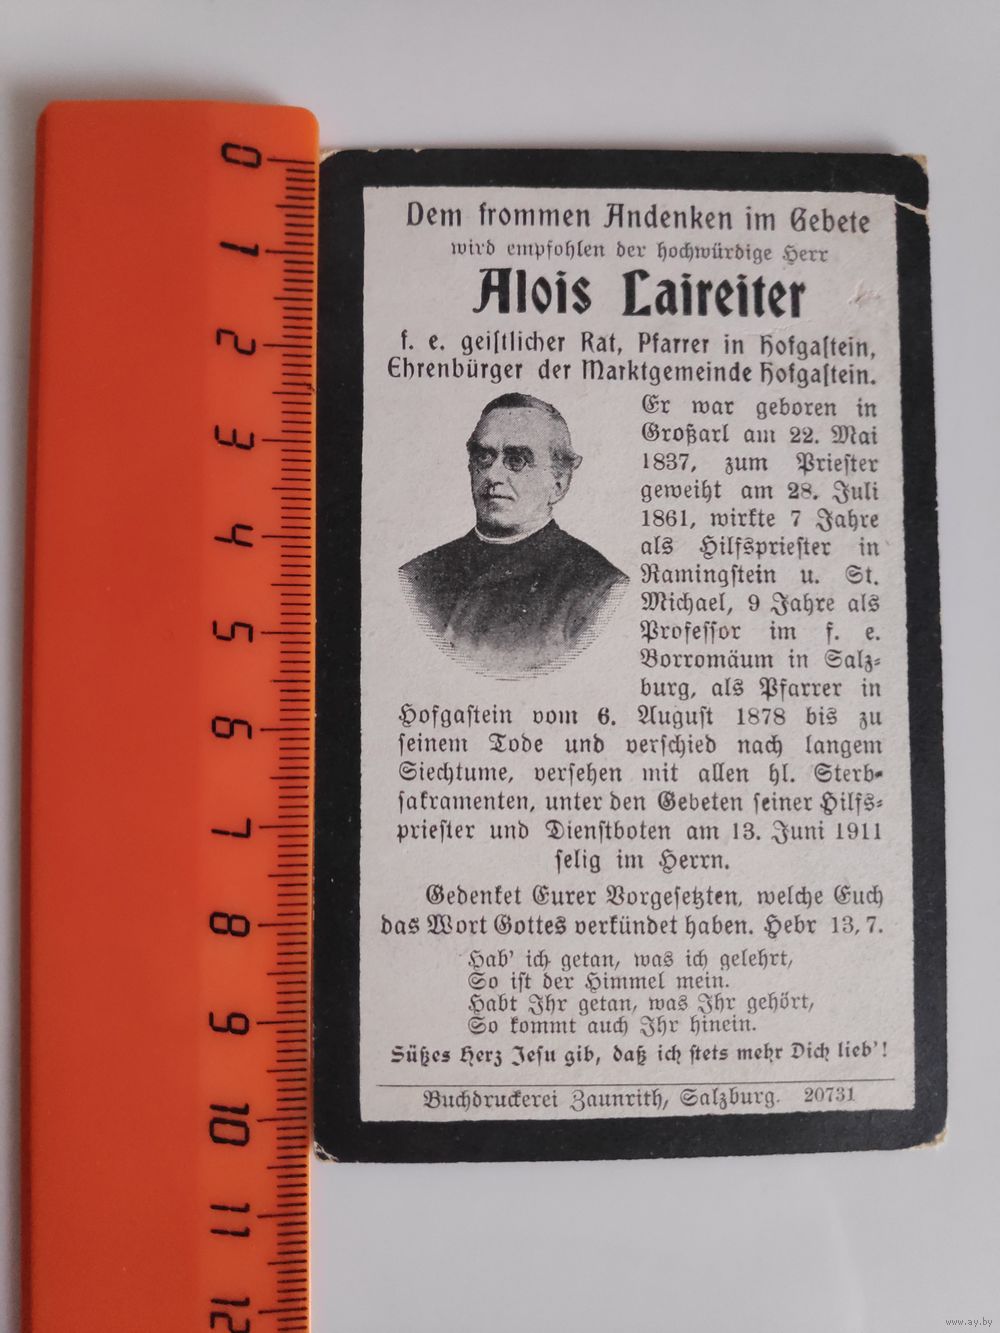 0
1
2
3
4
5
6
7
8
9
10
11
12
Dem frommen Andenken im Gebete
wird empfohlen der hochwürdige Herr
Alois Laireiter
f. e. geiſtlicher Rat, Pfarrer in Hofgaſtein,
Ehrenbürger der Marktgemeinde Hofgaſtein.
Er war geboren in
Großarl am 22. Mai
1837, zum Prieſter
geweiht am 28. Juli
1861, wirkte 7 Jahre
als Hilfsprieſter in
Ramingſtein u. St.
Michael, 9 Jahre als
Profeſſor im f. e.
Borromäum in Salz⸗
burg, als Pfarrer in
Hofgaſtein vom 6. Auguſt 1878 bis zu
ſeinem Tode und verſchied nach langem
Siechtume, verſehen mit allen hl. Sterb⸗
ſakramenten, unter den Gebeten ſeiner Hilfs⸗
prieſter und Dienſtboten am 13. Juni 1911
ſelig im Herrn.
Gedenket Eurer Vorgeſetzten, welche Euch
das Wort Gottes verkündet haben. Hebr 13, 7.
Hab' ich getan, was ich gelehrt,
So iſt der Himmel mein.
Habt Ihr getan, was Ihr gehört,
So kommt auch Ihr hinein.
Süßes Herz Jeſu gib, daß ich ſtets mehr Dich lieb'!
Buchdruckerei Zaunrith, Salzburg. 20731
www.ay.by